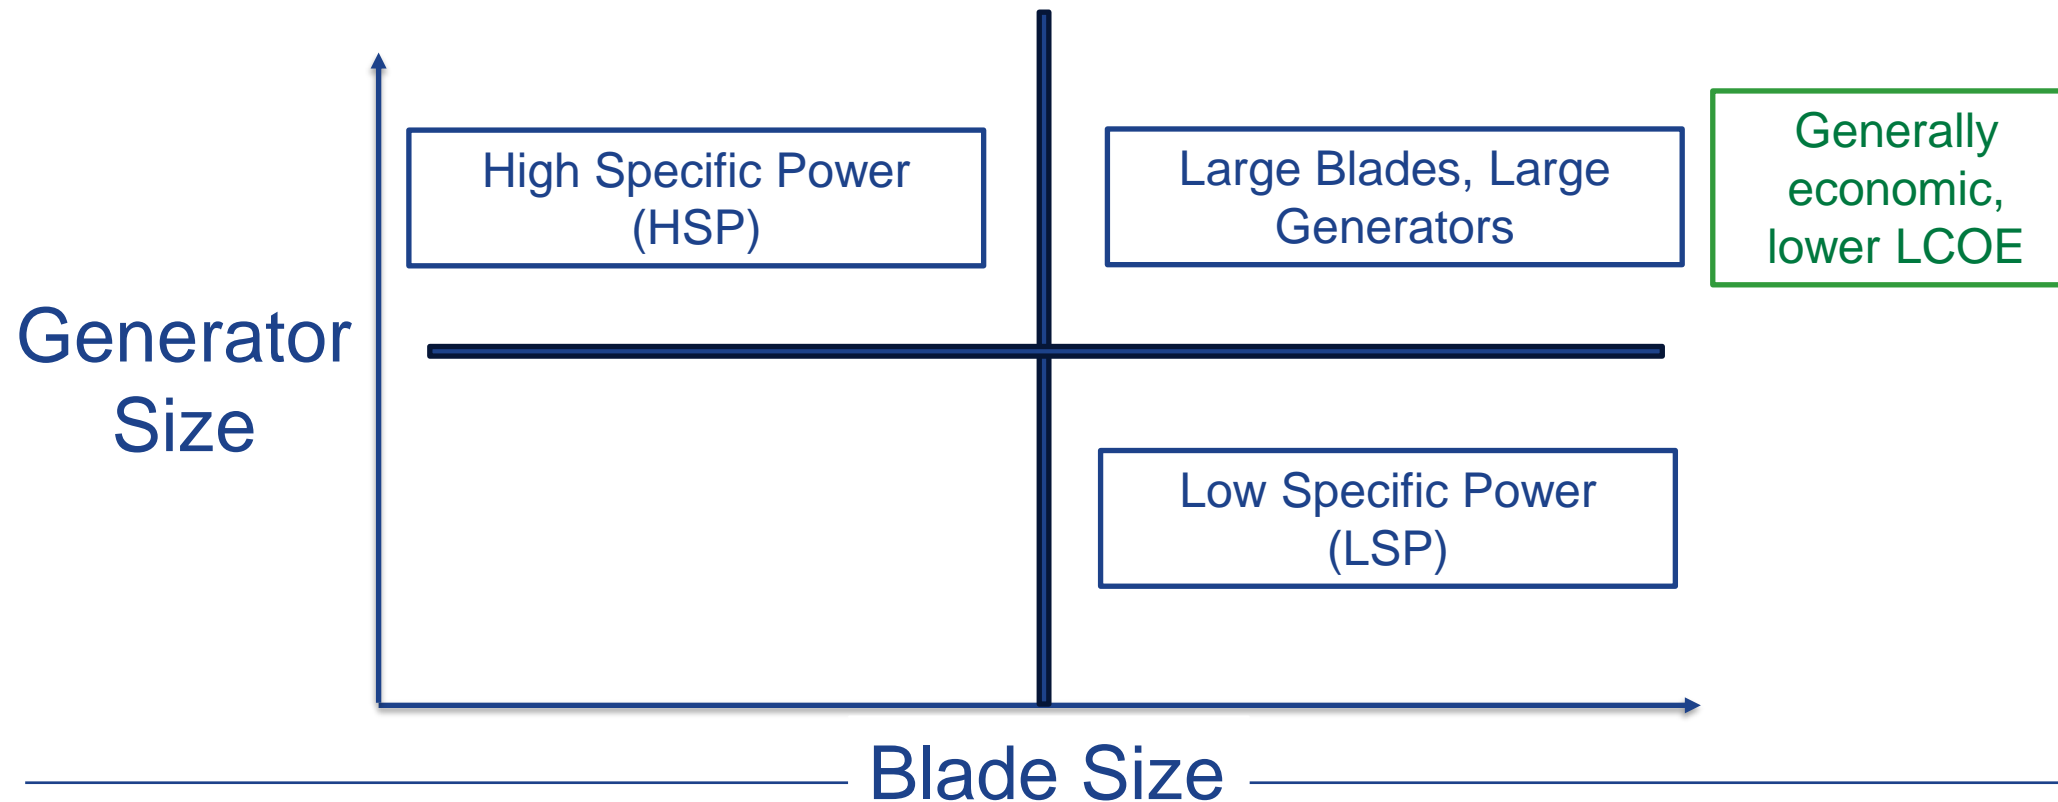 High Specific Power
(HSP)
Large Blades, Large
Generators
Generally
economic,
lower LCOE
Generator
Size
Low Specific Power
(LSP)
Blade Size